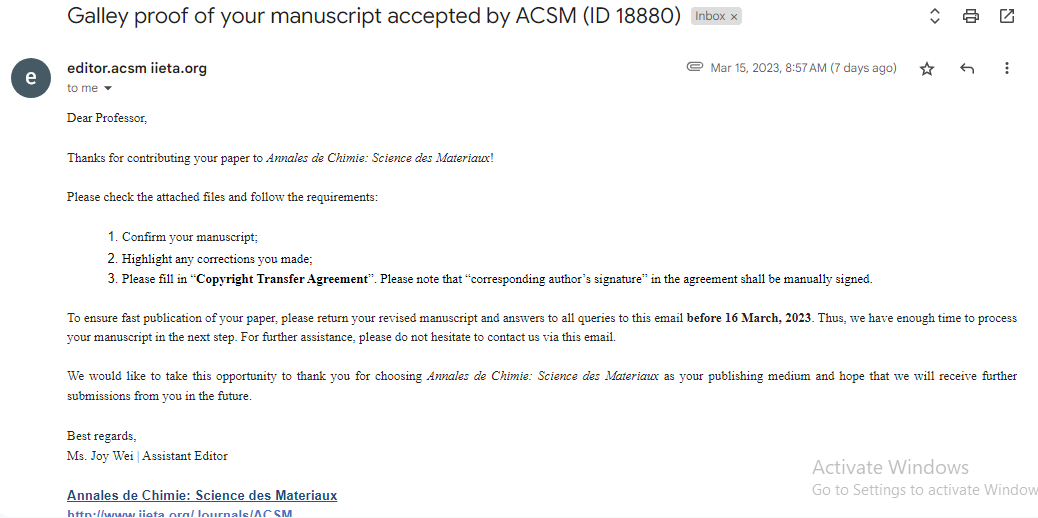 Galley proof of your manuscript accepted by ACSM (ID 18880) Inbox ×
e
editor.acsm iieta.org Mar 15, 2023, 8:57 AM (7 days ago)
to me
Dear Professor,
Thanks for contributing your paper to Annales de Chimie: Science des Materiaux!
Please check the attached files and follow the requirements:
1. Confirm your manuscript;
2. Highlight any corrections you made;
3. Please fill in “Copyright Transfer Agreement”. Please note that “corresponding author’s signature” in the agreement shall be manually signed.
To ensure fast publication of your paper, please return your revised manuscript and answers to all queries to this email before 16 March, 2023. Thus, we have enough time to process
your manuscript in the next step. For further assistance, please do not hesitate to contact us via this email.
We would like to take this opportunity to thank you for choosing Annales de Chimie: Science des Materiaux as your publishing medium and hope that we will receive further
submissions from you in the future.
Best regards,
Ms. Joy Wei | Assistant Editor
Activate Windows
Go to Settings to activate Window
Annales de Chimie: Science des Materiaux
http://www.iieta.org/Journals/ACSM